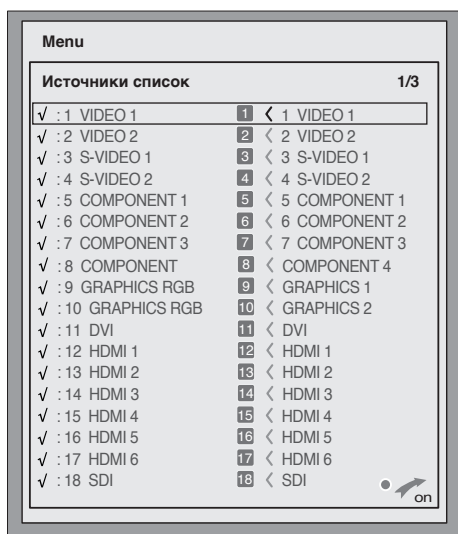 Menu
Источники список 1/3
√ : 1 VIDEO 1 1 < 1 VIDEO 1
√ : 2 VIDEO 2 2 < 2 VIDEO 2
√ : 3 S-VIDEO 1 3 < 3 S-VIDEO 1
√ : 4 S-VIDEO 2 4 < 4 S-VIDEO 2
√ : 5 COMPONENT 1 5 < 5 COMPONENT 1
√ : 6 COMPONENT 2 6 < 6 COMPONENT 2
√ : 7 COMPONENT 3 7 < 7 COMPONENT 3
√ : 8 COMPONENT 8 < COMPONENT 4
√ : 9 GRAPHICS RGB 9 < GRAPHICS 1
√ : 10 GRAPHICS RGB 10 < GRAPHICS 2
√ : 11 DVI 11 < DVI
√ : 12 HDMI 1 12 < HDMI 1
√ : 13 HDMI 2 13 < HDMI 2
√ : 14 HDMI 3 14 < HDMI 3
√ : 15 HDMI 4 15 < HDMI 4
√ : 16 HDMI 5 16 < HDMI 5
√ : 17 HDMI 6 17 < HDMI 6
√ : 18 SDI 18 < SDI
on